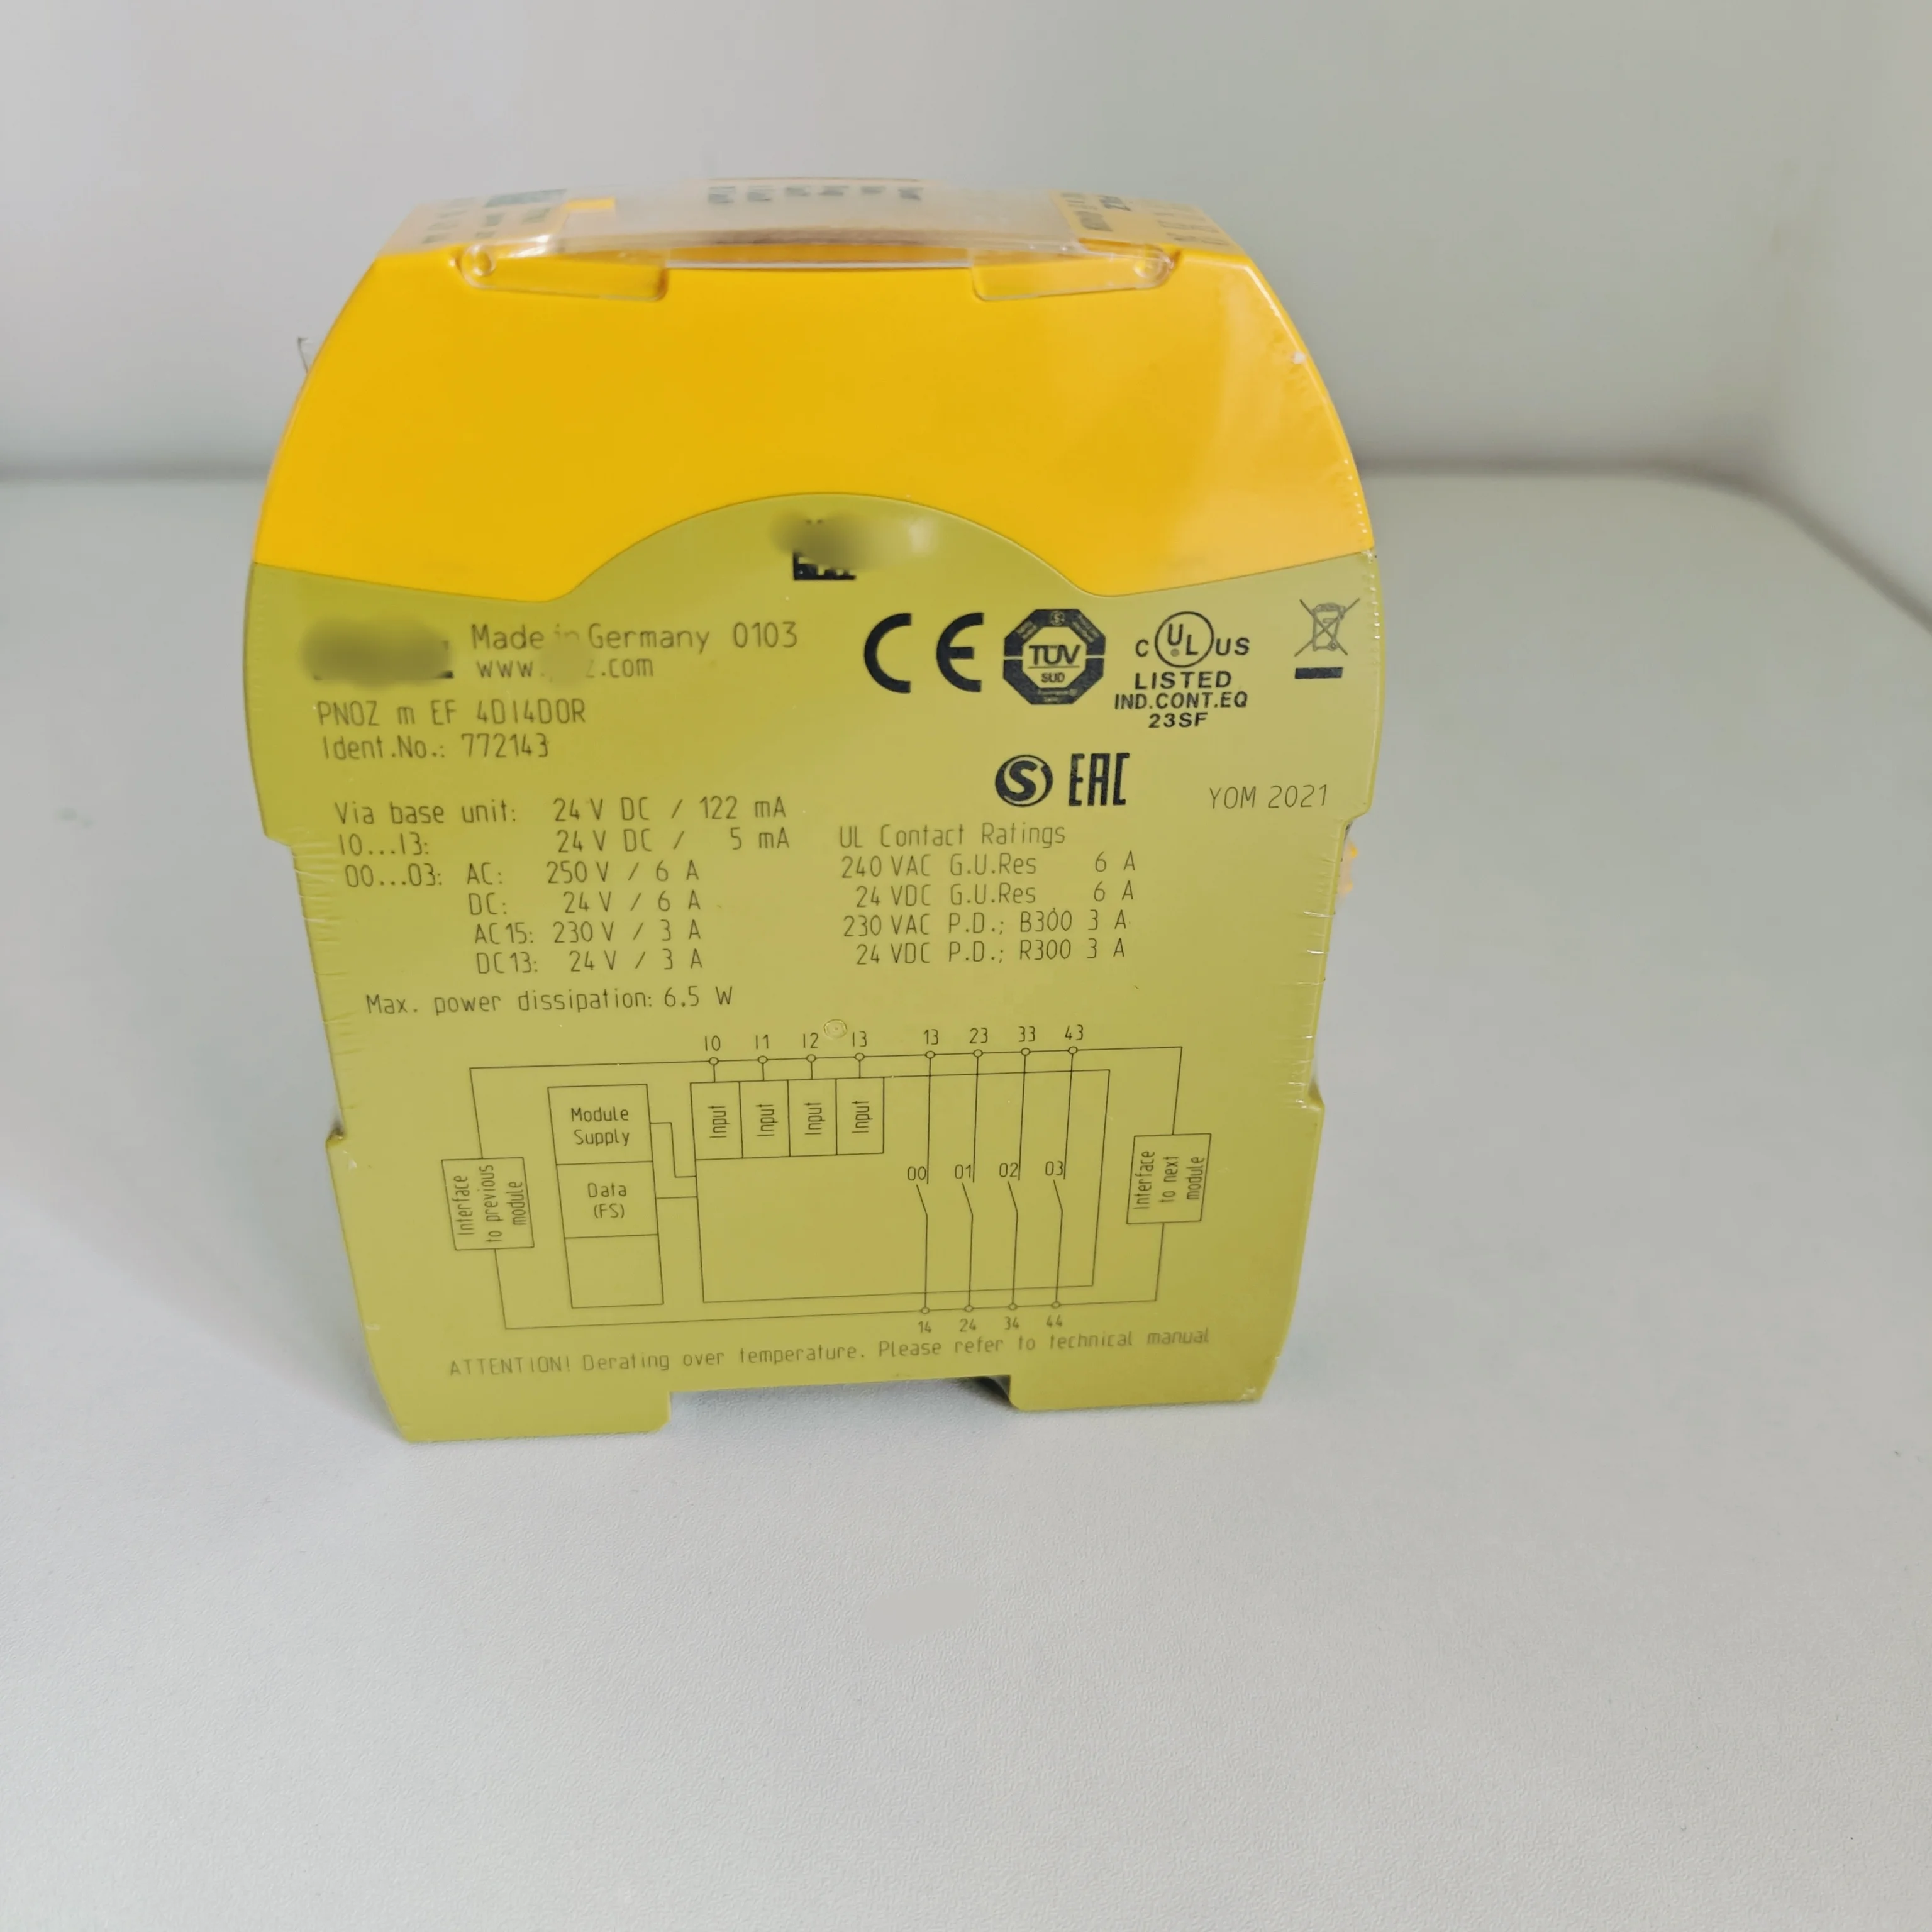 Made in Germany 0103
www. z.com
PNOZ m EF 4DI4DOR
Ident.No.: 772143
CE
TÜV
SÜD
C UL US
LISTED
IND.CONT.EQ
23SF
S EAC
YOM 2021
Via base unit: 24 V DC / 122 mA
I0...I3: 24 V DC / 5 mA
O0...O3: AC: 250 V / 6 A
DC: 24 V / 6 A
AC15: 230 V / 3 A
DC13: 24 V / 3 A
UL Contact Ratings
240 VAC G.U.Res 6 A
24 VDC G.U.Res 6 A
230 VAC P.D.; B300 3 A
24 VDC P.D.; R300 3 A
Max. power dissipation: 6.5 W
I0 I1 I2 I3 13 23 33 43
Module
Supply
Input Input Input Input
Interface
to previous
module
Data
(FS)
O0 O1 O2 O3
Interface
to next
module
14 24 34 44
ATTENTION! Derating over temperature. Please refer to technical manual